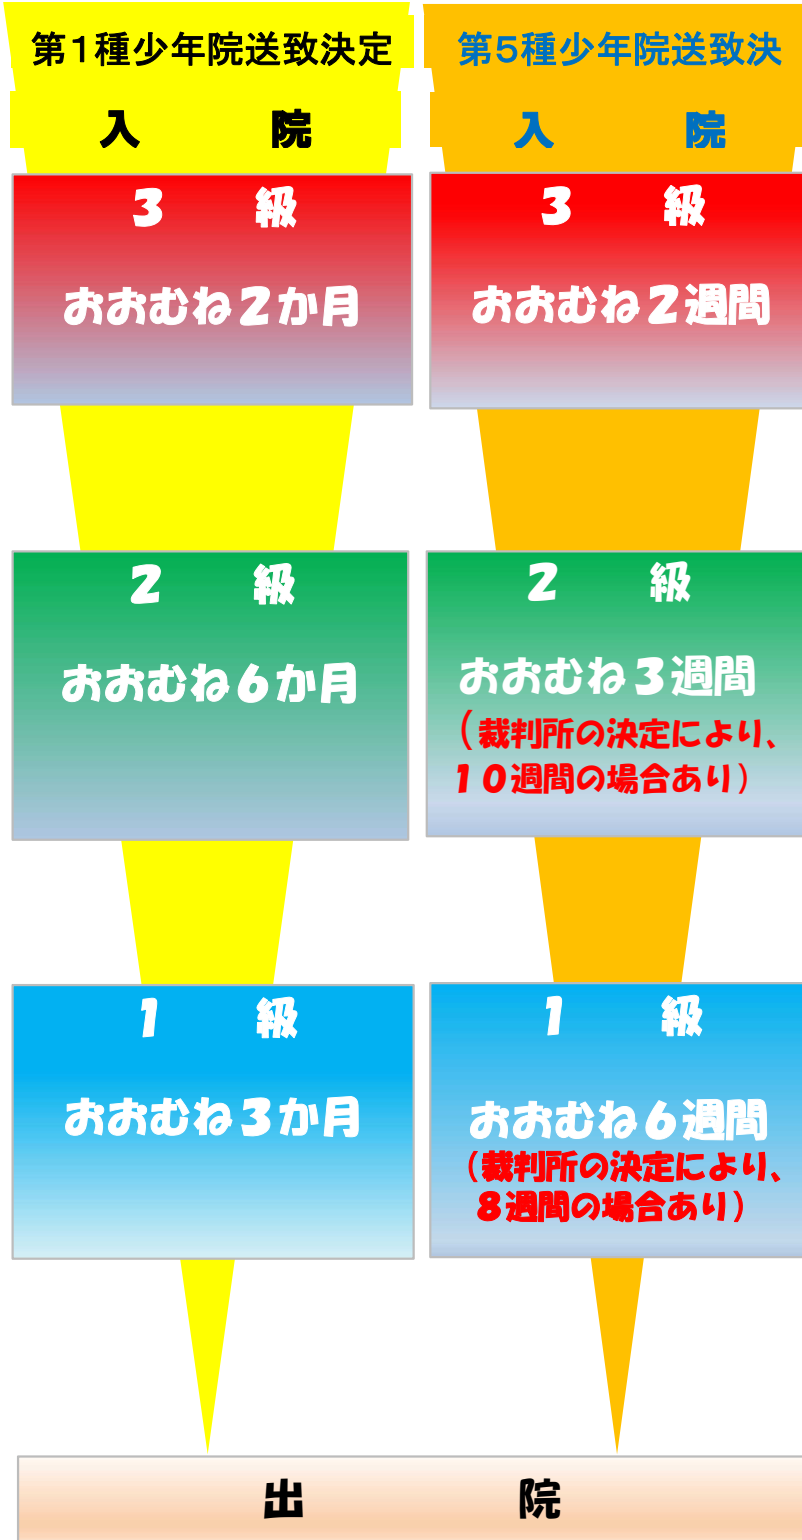 第1種少年院送致決定
入 院
3 級
おおむね2か月
2 級
おおむね6か月
1 級
おおむね3か月
第5種少年院送致決
入 院
3 級
おおむね2週間
2 級
おおむね3週間
(裁判所の決定により、
10週間の場合あり)
1 級
おおむね6週間
(裁判所の決定により、
8週間の場合あり)
出 院